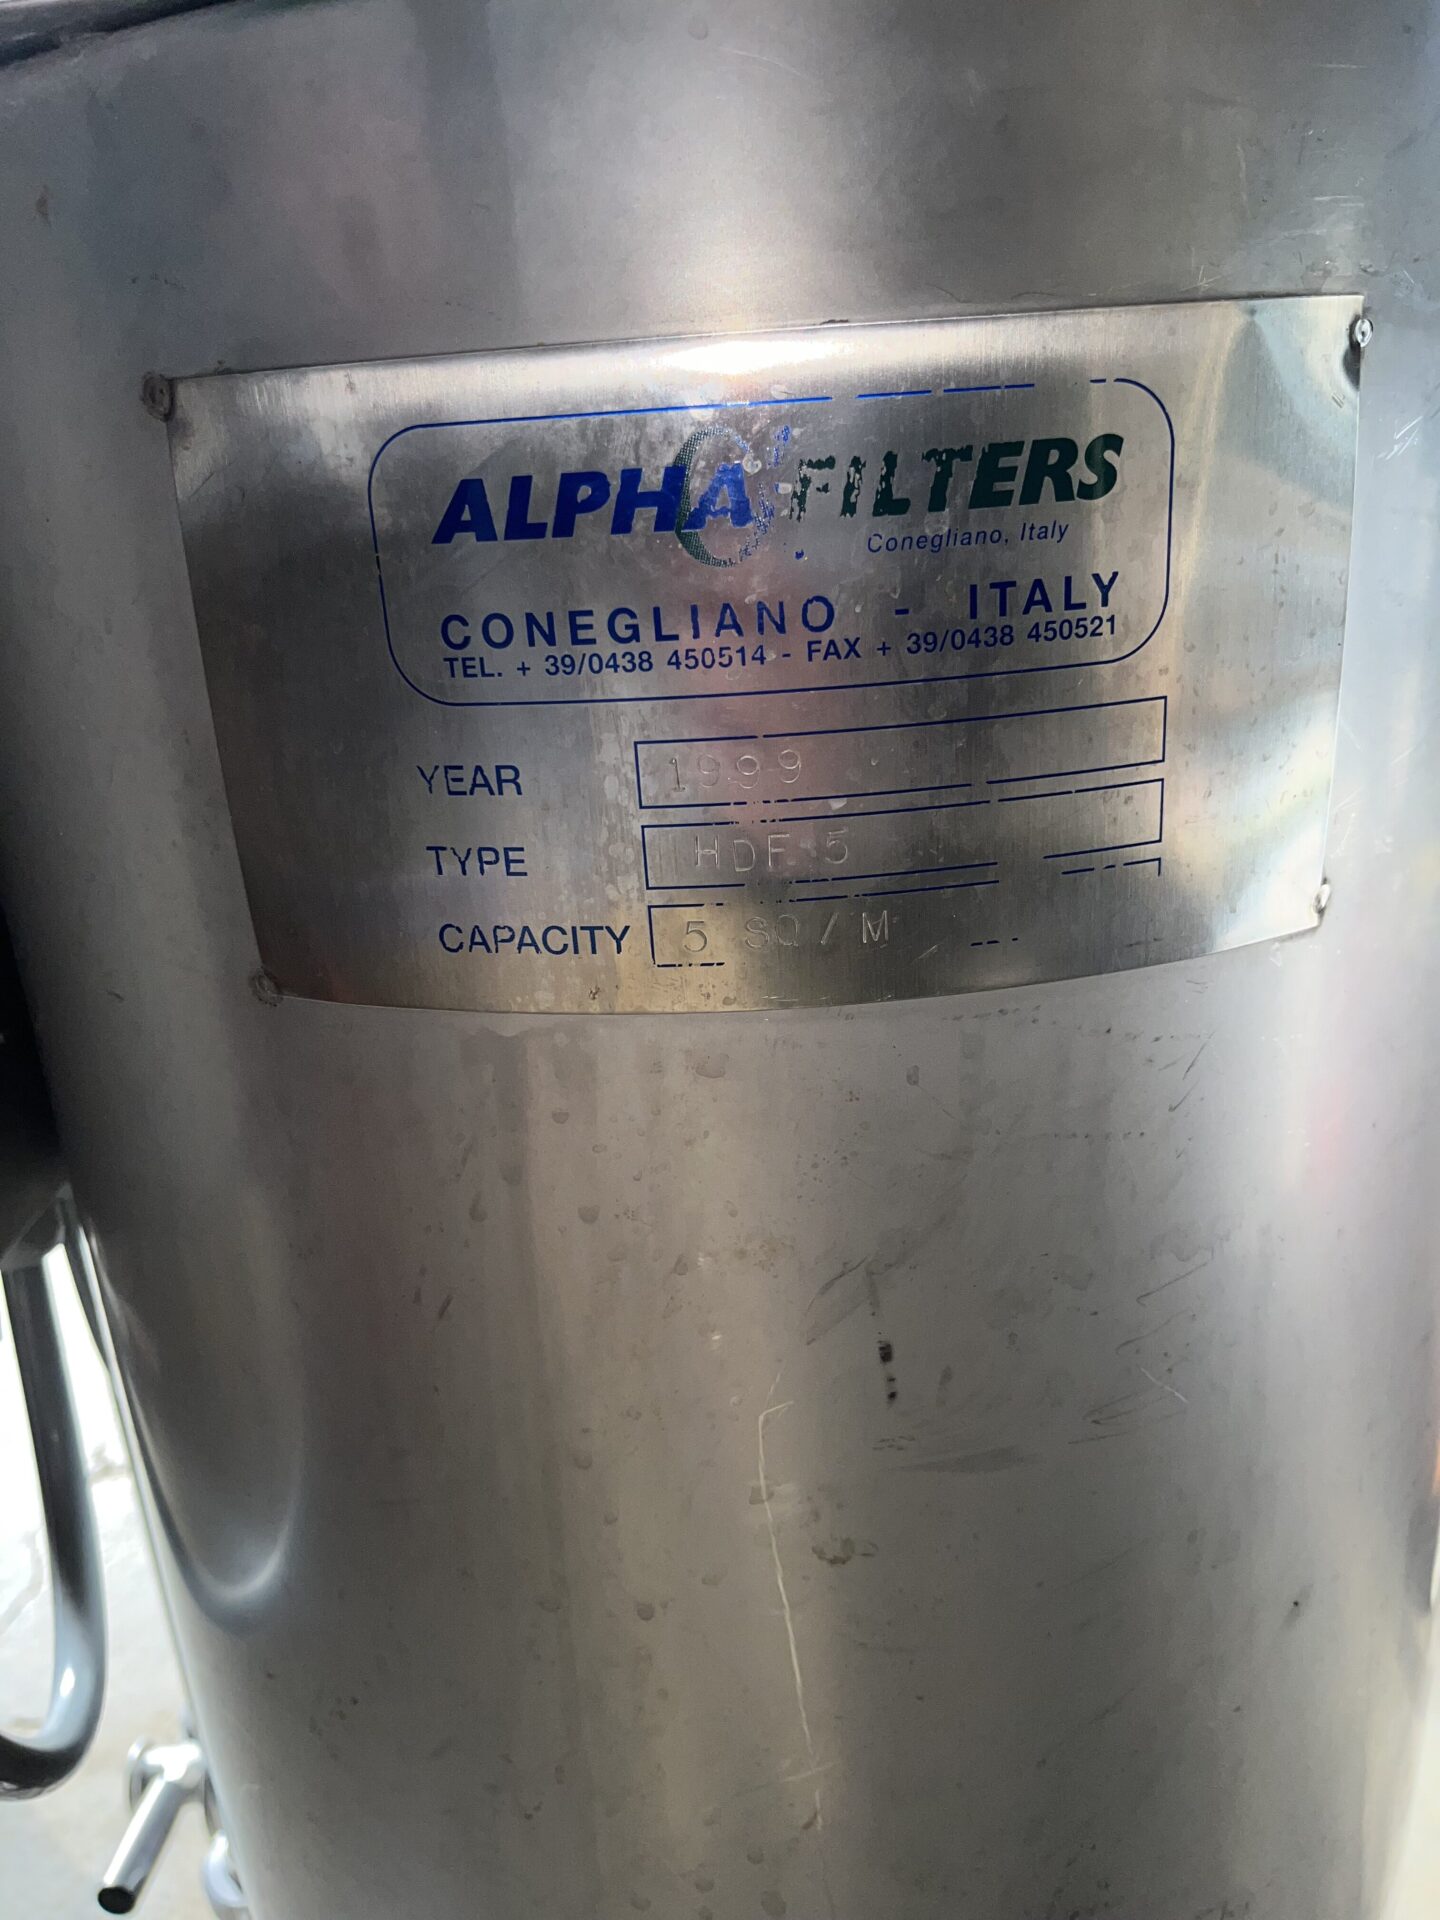 ALPHA FILTERS
Conegliano, Italy
CONEGLIANO - ITALY
TEL. + 39/0438 450514 - FAX + 39/0438 450521
YEAR 1999
TYPE HDF 5
CAPACITY 5 SQ / M